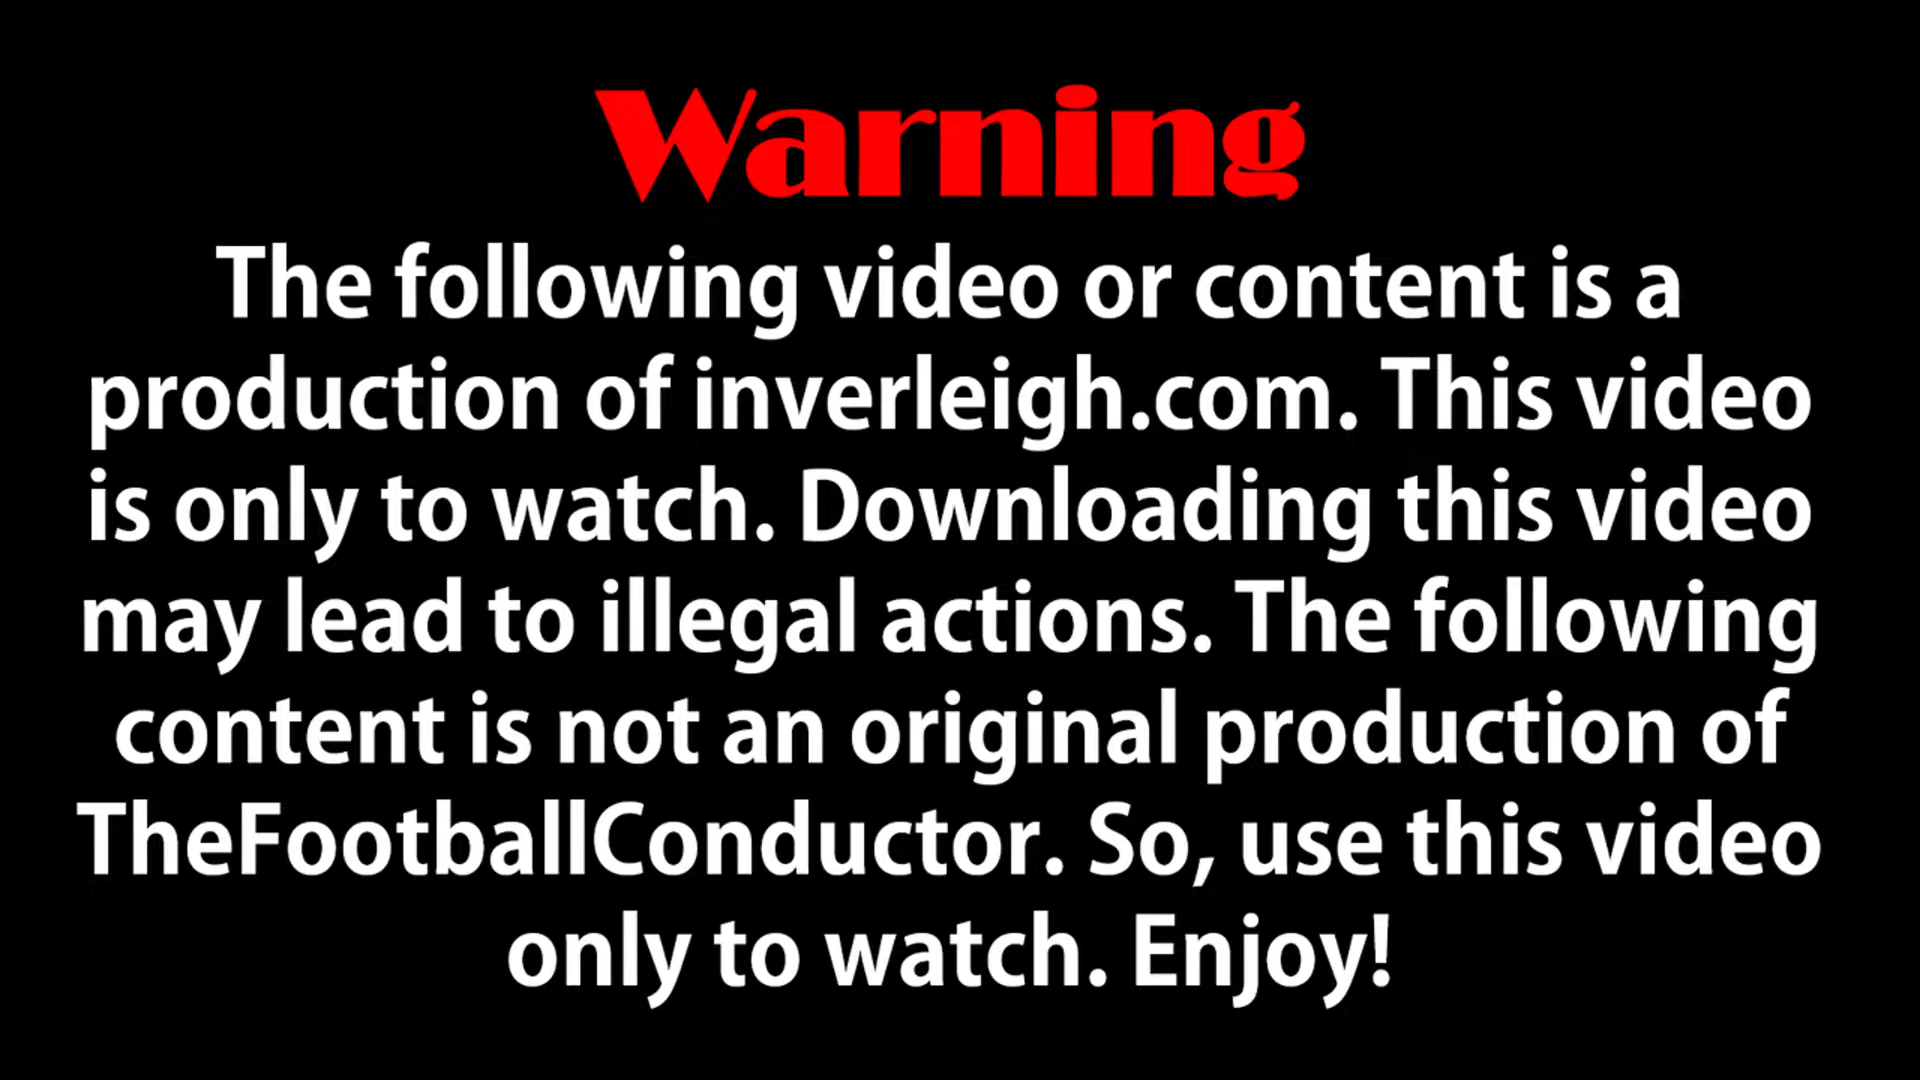 Warning
The following video or content is a
production of inverleigh.com. This video
is only to watch. Downloading this video
may lead to illegal actions. The following
content is not an original production of
TheFootballConductor. So, use this video
only to watch. Enjoy!